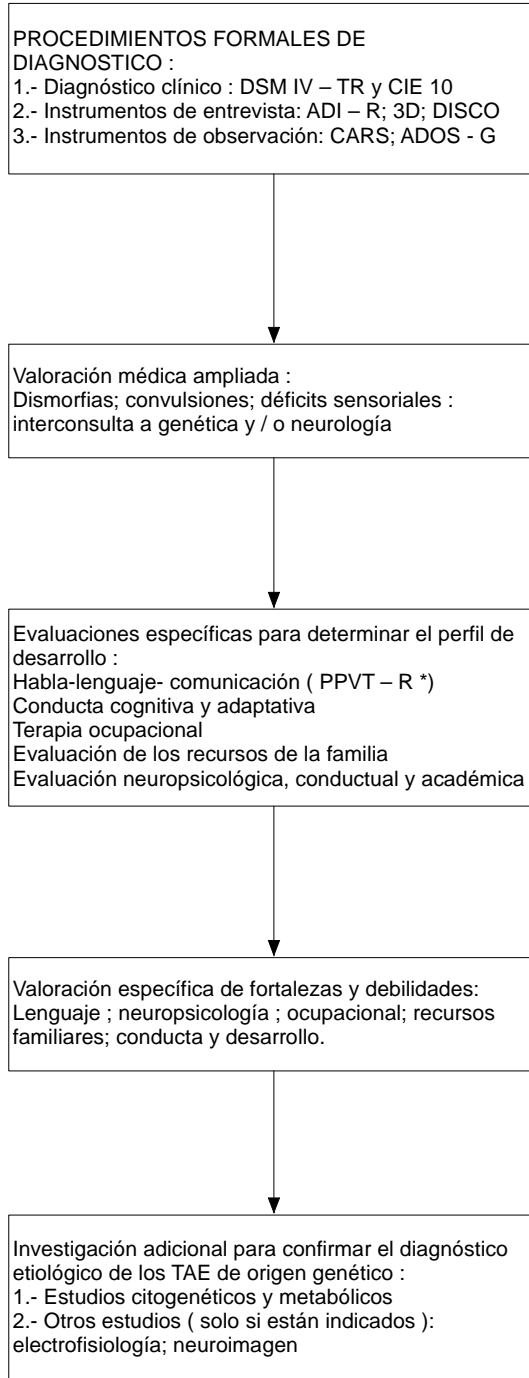 PROCEDIMIENTOS FORMALES DE
DIAGNOSTICO :
1.- Diagnóstico clínico : DSM IV – TR y CIE 10
2.- Instrumentos de entrevista: ADI – R; 3D; DISCO
3.- Instrumentos de observación: CARS; ADOS - G
Valoración médica ampliada :
Dismorfias; convulsiones; déficits sensoriales :
interconsulta a genética y / o neurología
Evaluaciones específicas para determinar el perfil de
desarrollo :
Habla-lenguaje- comunicación ( PPVT – R *)
Conducta cognitiva y adaptativa
Terapia ocupacional
Evaluación de los recursos de la familia
Evaluación neuropsicológica, conductual y académica
Valoración específica de fortalezas y debilidades:
Lenguaje ; neuropsicología ; ocupacional; recursos
familiares; conducta y desarrollo.
Investigación adicional para confirmar el diagnóstico
etiológico de los TAE de origen genético :
1.- Estudios citogenéticos y metabólicos
2.- Otros estudios ( solo si están indicados ):
electrofisiología; neuroimagen